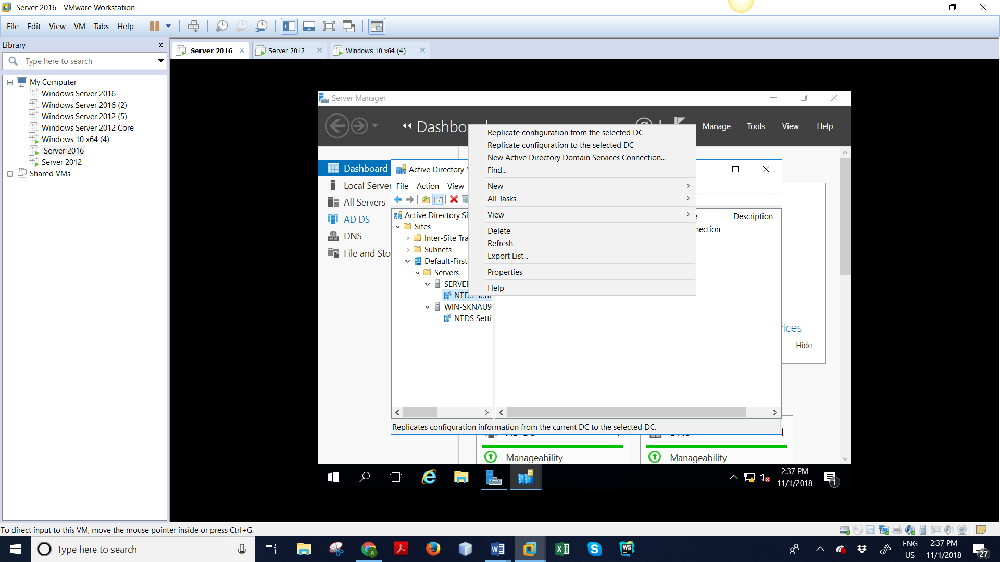 Server 2016 - VMware Workstation
File Edit View VM Tabs Help
Library
Type here to search
My Computer
Windows Server 2016
Windows Server 2016 (2)
Windows Server 2012 (5)
Windows Server 2012 Core
Windows 10 x64 (4)
Server 2016
Server 2012
Shared VMs
Server 2016
Server 2012
Windows 10 x64 (4)
Server Manager
Manage Tools View Help
Dashboard
Local Server
All Servers
AD DS
DNS
File and Sto
Active Directory S
File Action View
Active Directory Si
Sites
Inter-Site Tra
Subnets
Default-First-
Servers
SERVER
NTDS Setti
WIN-SKNAU9
NTDS Setti
Replicate configuration from the selected DC
Replicate configuration to the selected DC
New Active Directory Domain Services Connection...
Find...
New
All Tasks
View
Delete
Refresh
Export List...
Properties
Help
Description
nection
ices
Hide
Replicates configuration information from the current DC to the selected DC.
Manageability
Manageability
2:37 PM
11/1/2018
1
To direct input to this VM, move the mouse pointer inside or press Ctrl+G.
Type here to search
ENG
US
2:37 PM
11/1/2018
27